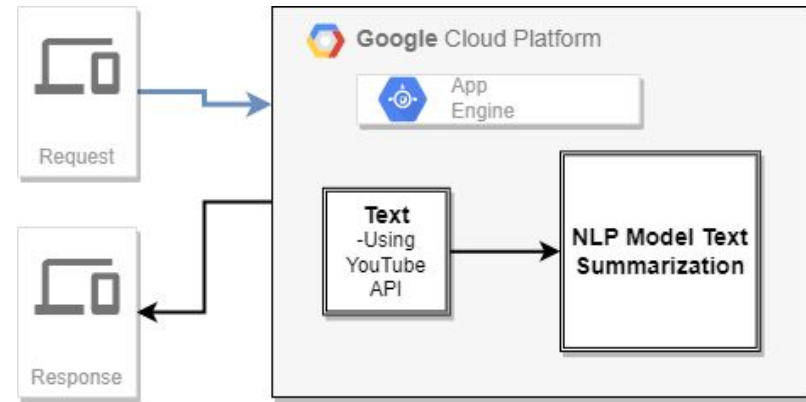 Google Cloud Platform
App
Engine
Request
Text
-Using
YouTube
API
NLP Model Text
Summarization
Response